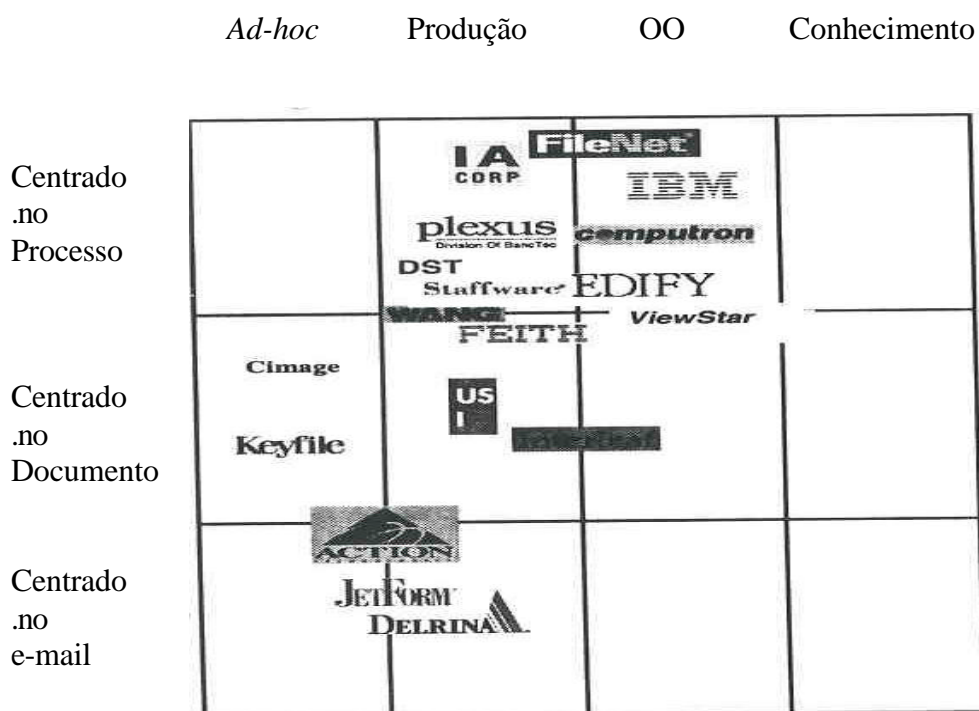 Ad-hoc Produção OO Conhecimento
Centrado
.no
Processo
IA
CORP
FileNet
IBM
plexus
Division Of BancTec
computron
DST
Staffware
EDIFY
WANG
FEITH
ViewStar
Centrado
.no
Documento
Cimage
Keyfile
US
I
Interleaf
ACTION
Centrado
.no
e-mail
JETFORM
DELRINA